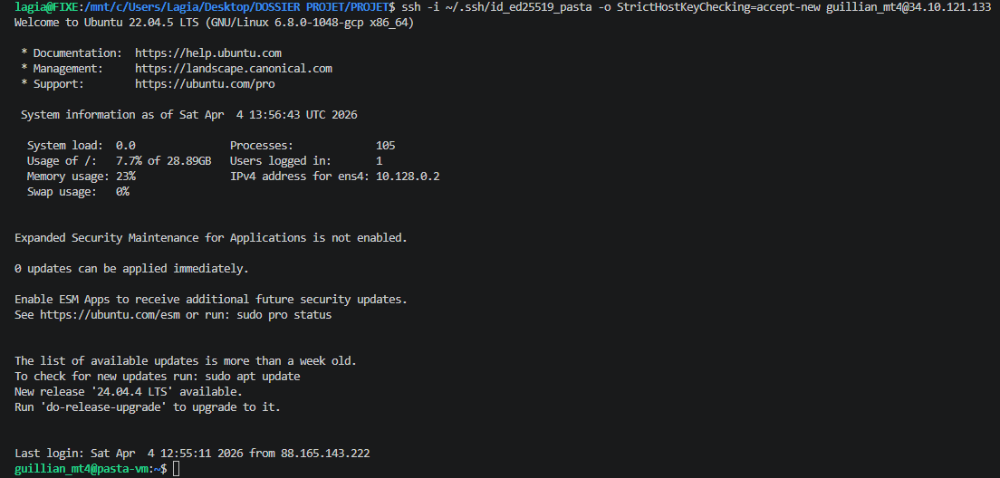 lagia@FIXE:/mnt/c/Users/Lagia/Desktop/DOSSIER PROJET/PROJET$ ssh -i ~/.ssh/id_ed25519_pasta -o StrictHostKeyChecking=accept-new guillian_mt4@34.10.121.133
Welcome to Ubuntu 22.04.5 LTS (GNU/Linux 6.8.0-1048-gcp x86_64)
* Documentation:  https://help.ubuntu.com
* Management:     https://landscape.canonical.com
* Support:        https://ubuntu.com/pro
System information as of Sat Apr  4 13:56:43 UTC 2026
System load:  0.0                Processes:             105
Usage of /:   7.7% of 28.89GB   Users logged in:       1
Memory usage: 23%                IPv4 address for ens4: 10.128.0.2
Swap usage:   0%
Expanded Security Maintenance for Applications is not enabled.
0 updates can be applied immediately.
Enable ESM Apps to receive additional future security updates.
See https://ubuntu.com/esm or run: sudo pro status
The list of available updates is more than a week old.
To check for new updates run: sudo apt update
New release '24.04.4 LTS' available.
Run 'do-release-upgrade' to upgrade to it.
Last login: Sat Apr  4 12:55:11 2026 from 88.165.143.222
guillian_mt4@pasta-vm:~$